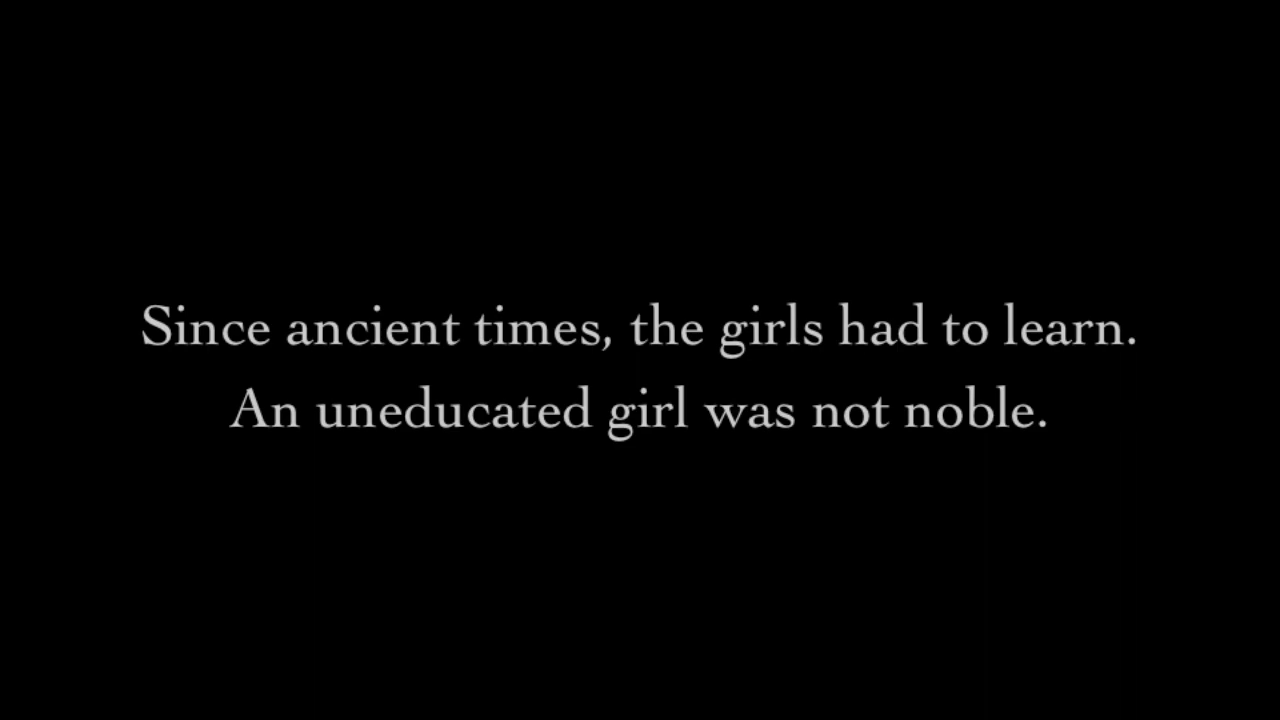 Since ancient times, the girls had to learn.
An uneducated girl was not noble.